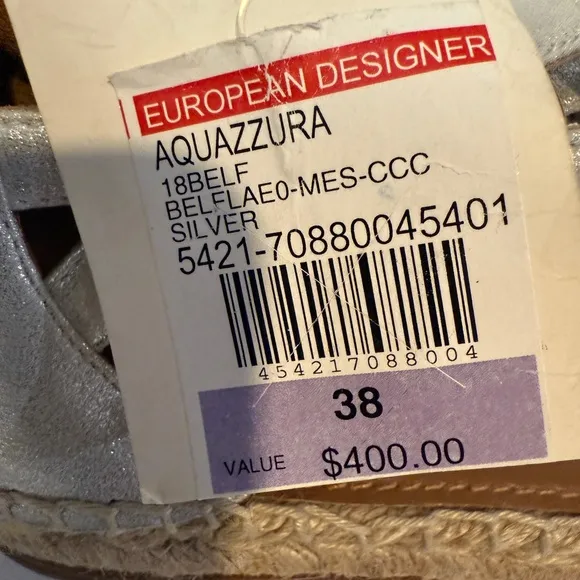 EUROPEAN DESIGNER
AQUAZZURA
18BELF
BELFLAE0-MES-CCC
SILVER
5421-70880045401
454217088004
38
VALUE $400.00